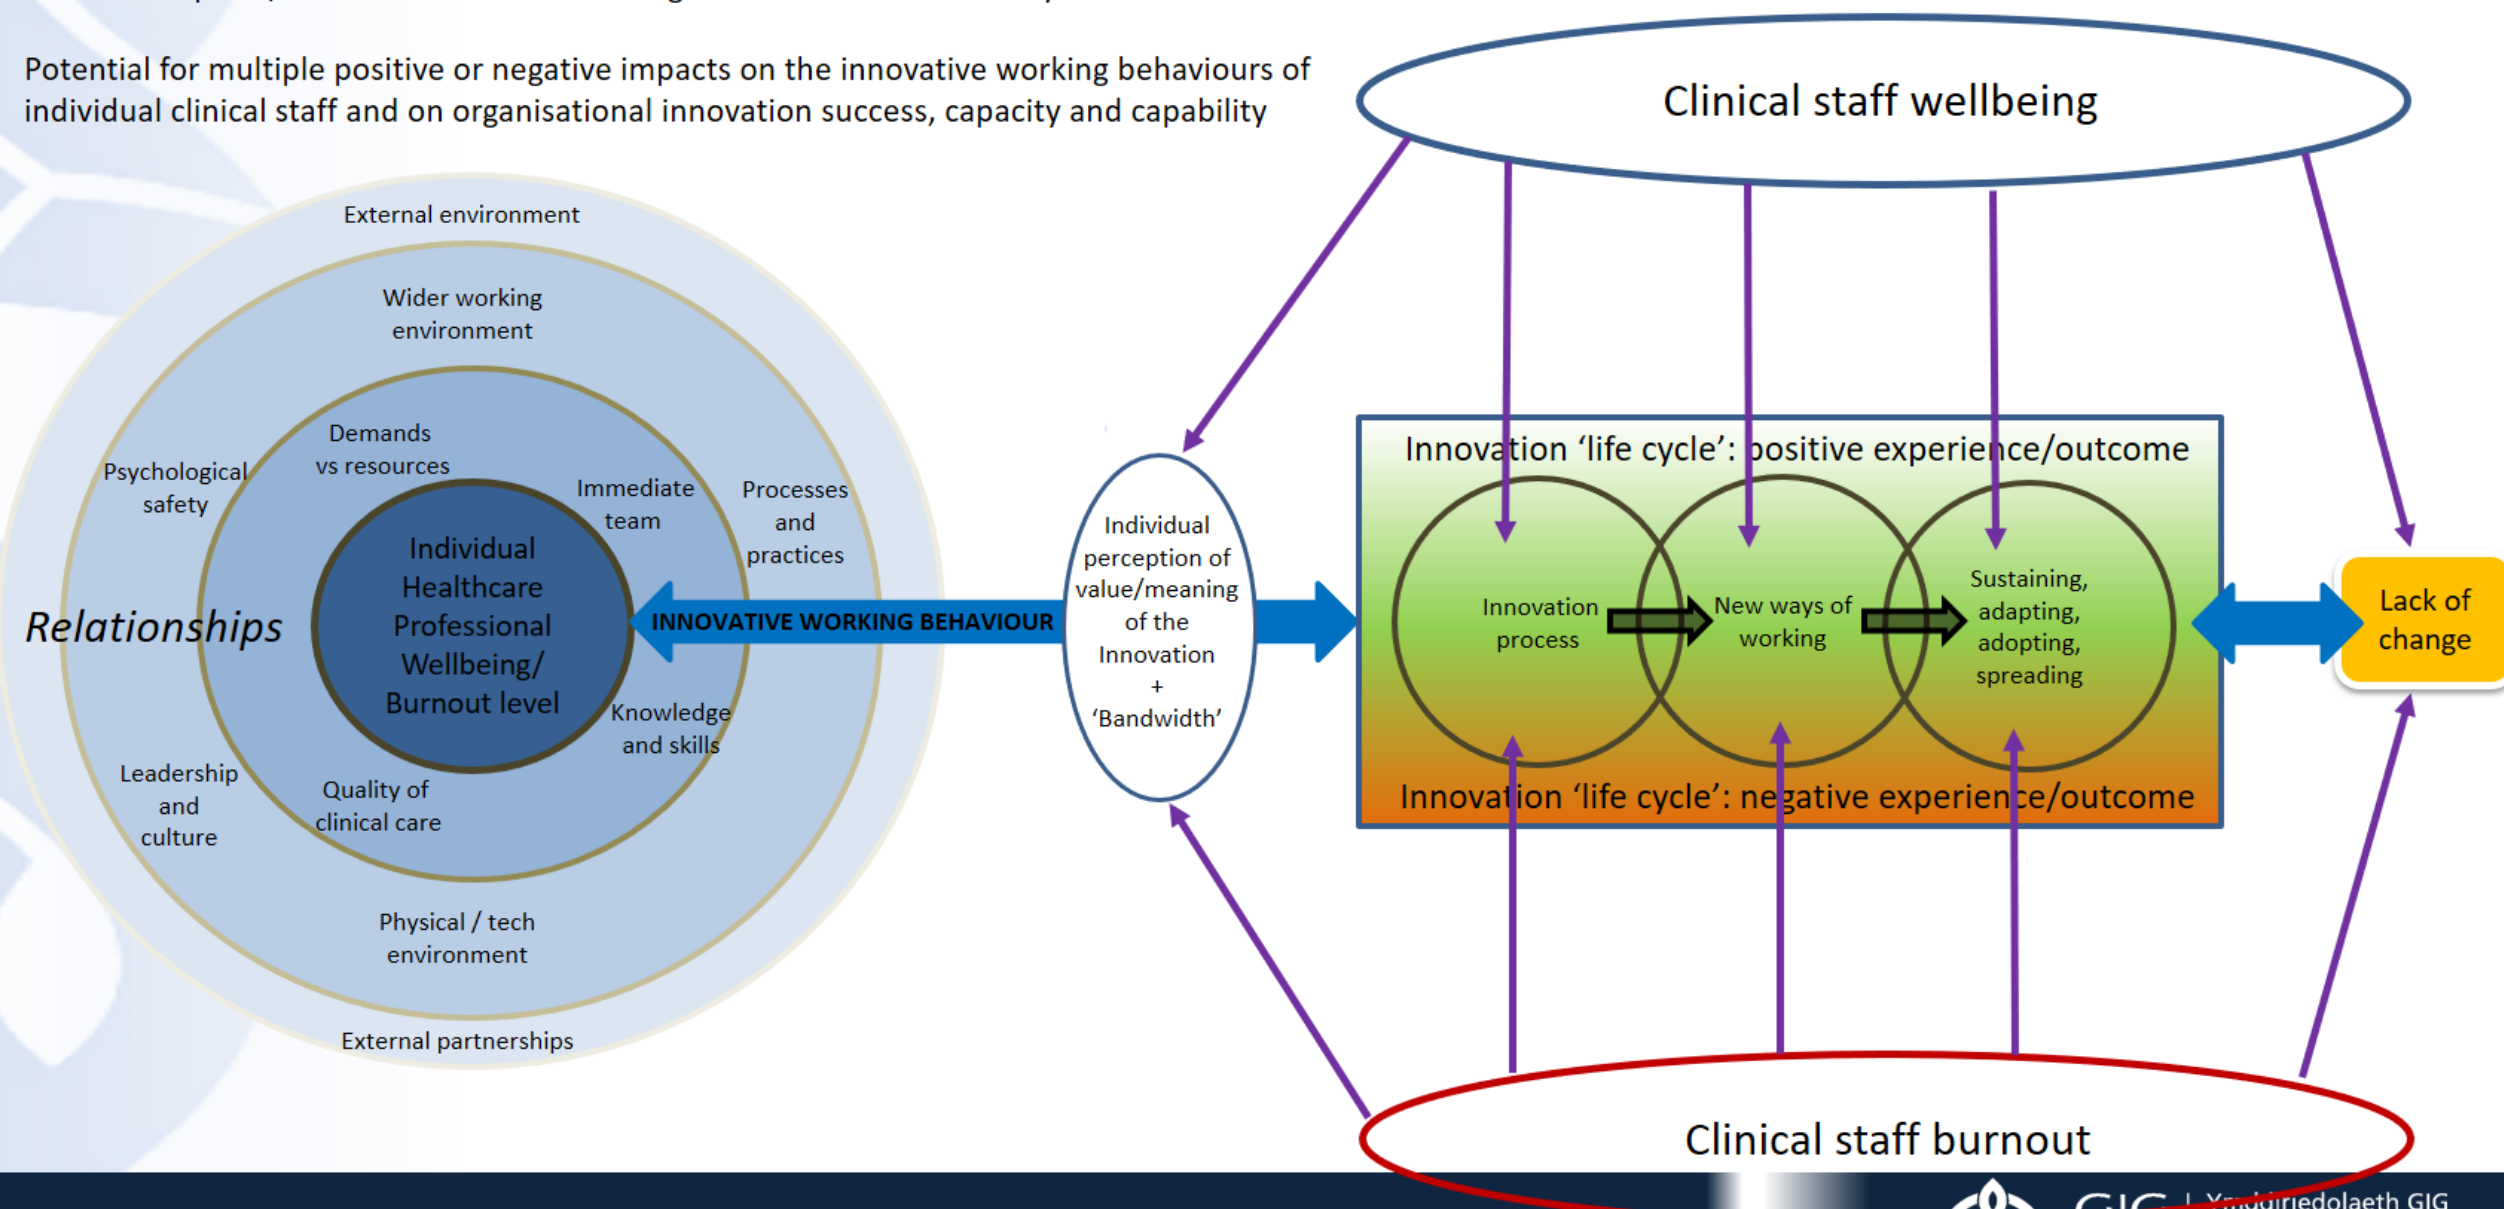 Potential for multiple positive or negative impacts on the innovative working behaviours of
individual clinical staff and on organisational innovation success, capacity and capability
Clinical staff wellbeing
External environment
Wider working
environment
Demands
vs resources
Psychological
safety
Immediate
team
Processes
and
practices
Individual
Healthcare
Professional
Wellbeing/
Burnout level
Relationships
Knowledge
and skills
Leadership
and
culture
Quality of
clinical care
Physical / tech
environment
External partnerships
INNOVATIVE WORKING BEHAVIOUR
Individual
perception of
value/meaning
of the
Innovation
+
‘Bandwidth’
Innovation ‘life cycle’: positive experience/outcome
Innovation
process
New ways of
working
Sustaining,
adapting,
adopting,
spreading
Innovation ‘life cycle’: negative experience/outcome
Lack of
change
Clinical staff burnout
GIG
Ymddiriedolaeth GIG